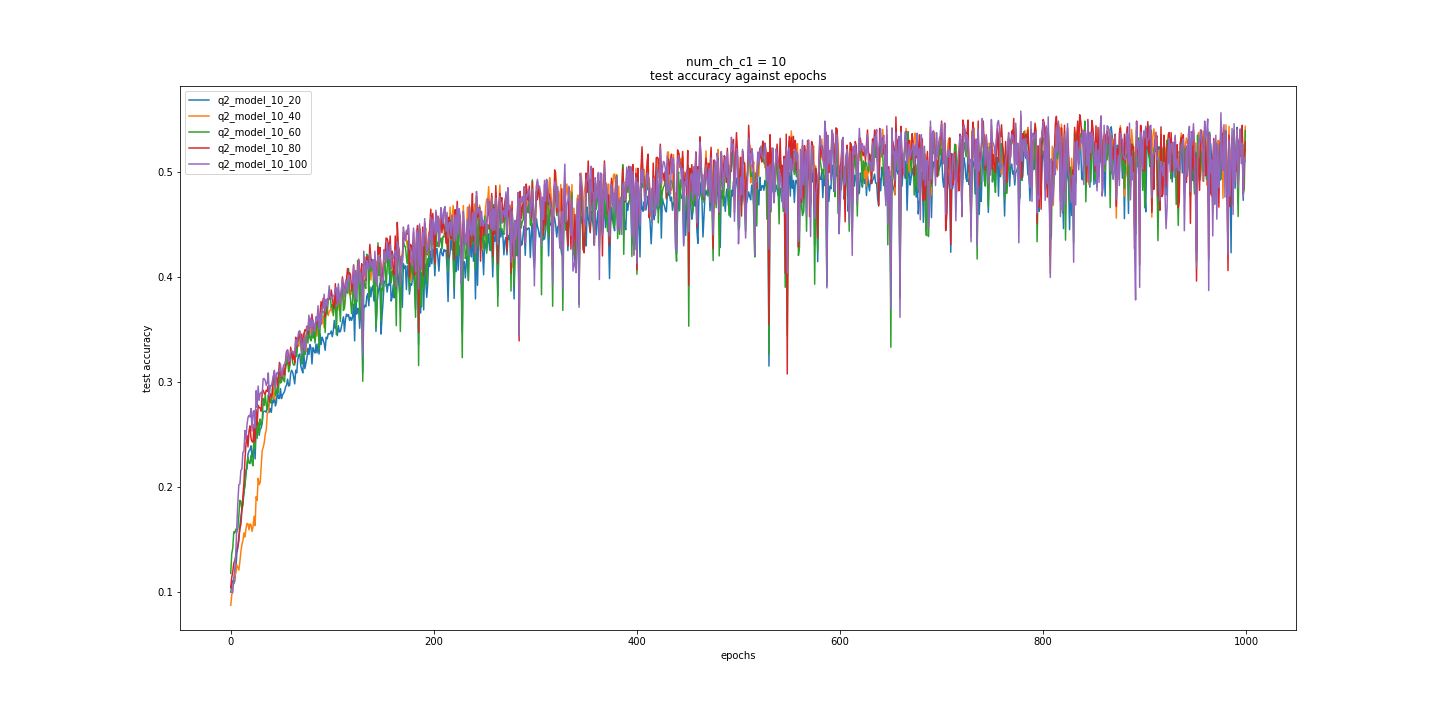 num_ch_c1 = 10
test accuracy against epochs
q2_model_10_20
q2_model_10_40
q2_model_10_60
q2_model_10_80
q2_model_10_100
test accuracy
0.5
0.4
0.3
0.2
0.1
0 200 400 600 800 1000
epochs